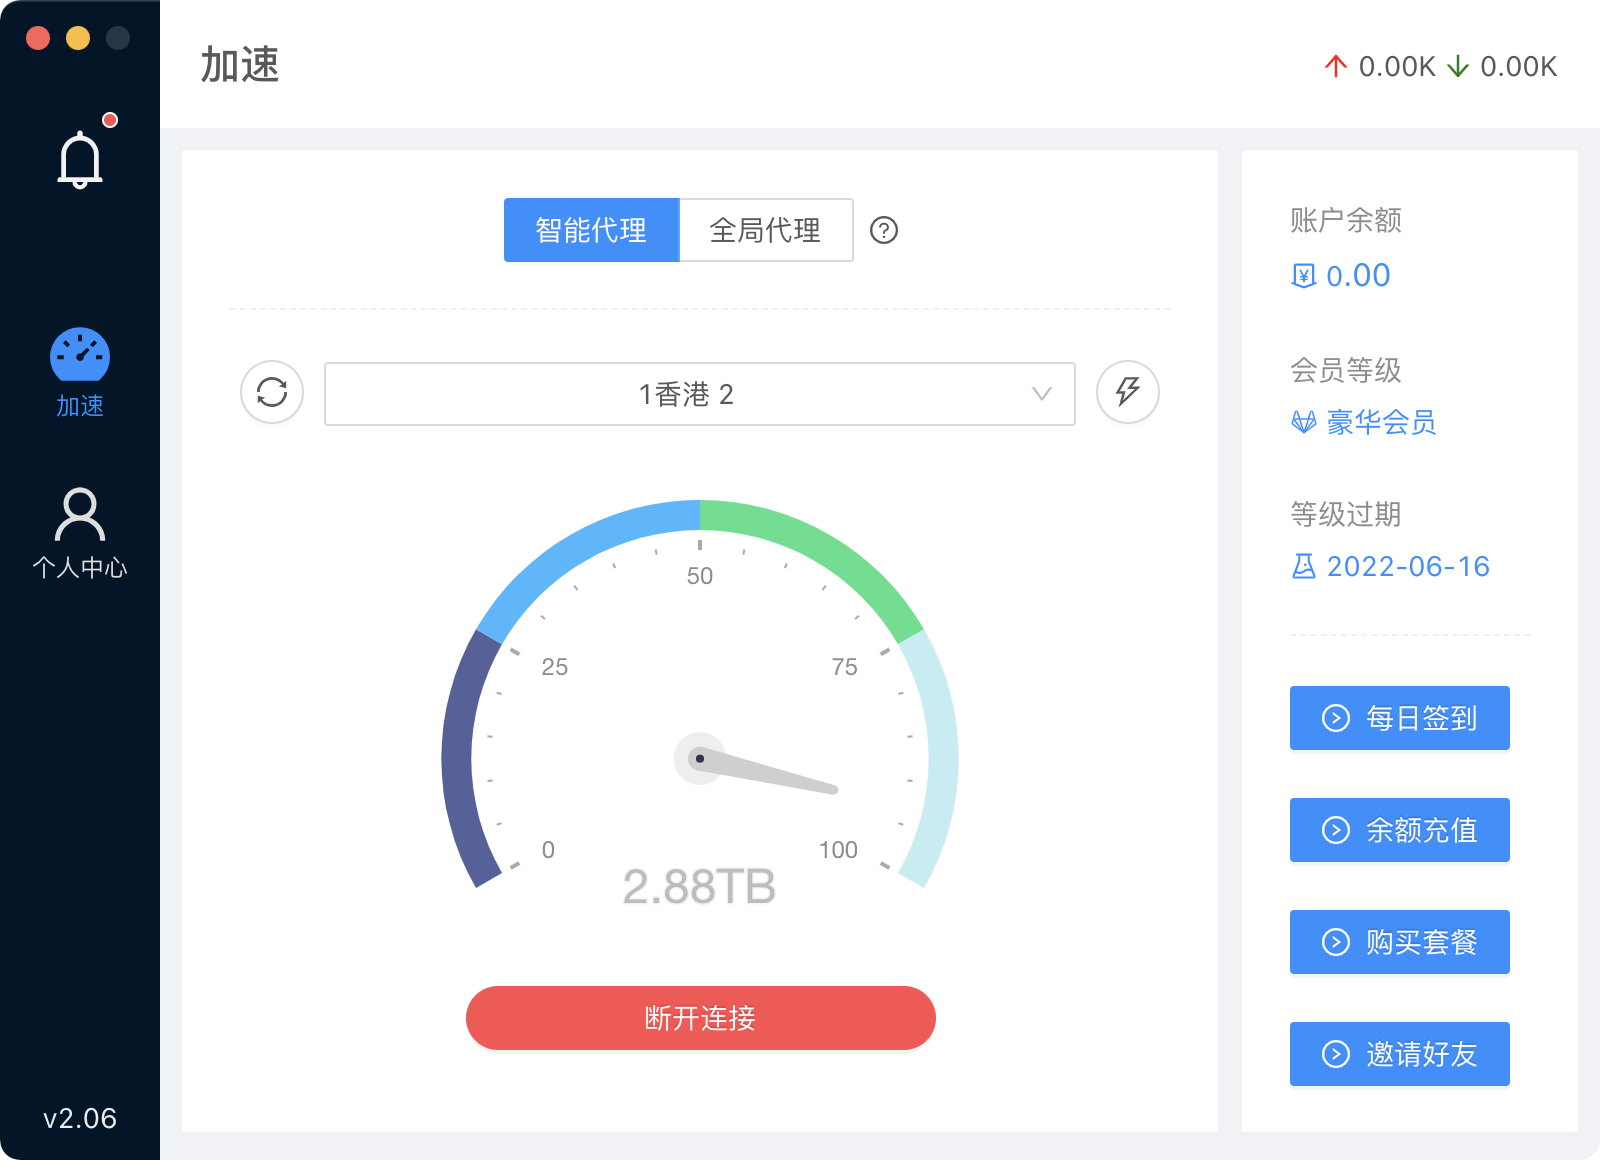 加速
0.00K 0.00K
智能代理 全局代理
1香港 2
50
25 75
0 100
2.88TB
断开连接
账户余额
0.00
会员等级
豪华会员
等级过期
2022-06-16
每日签到
余额充值
购买套餐
邀请好友
加速
个人中心
v2.06